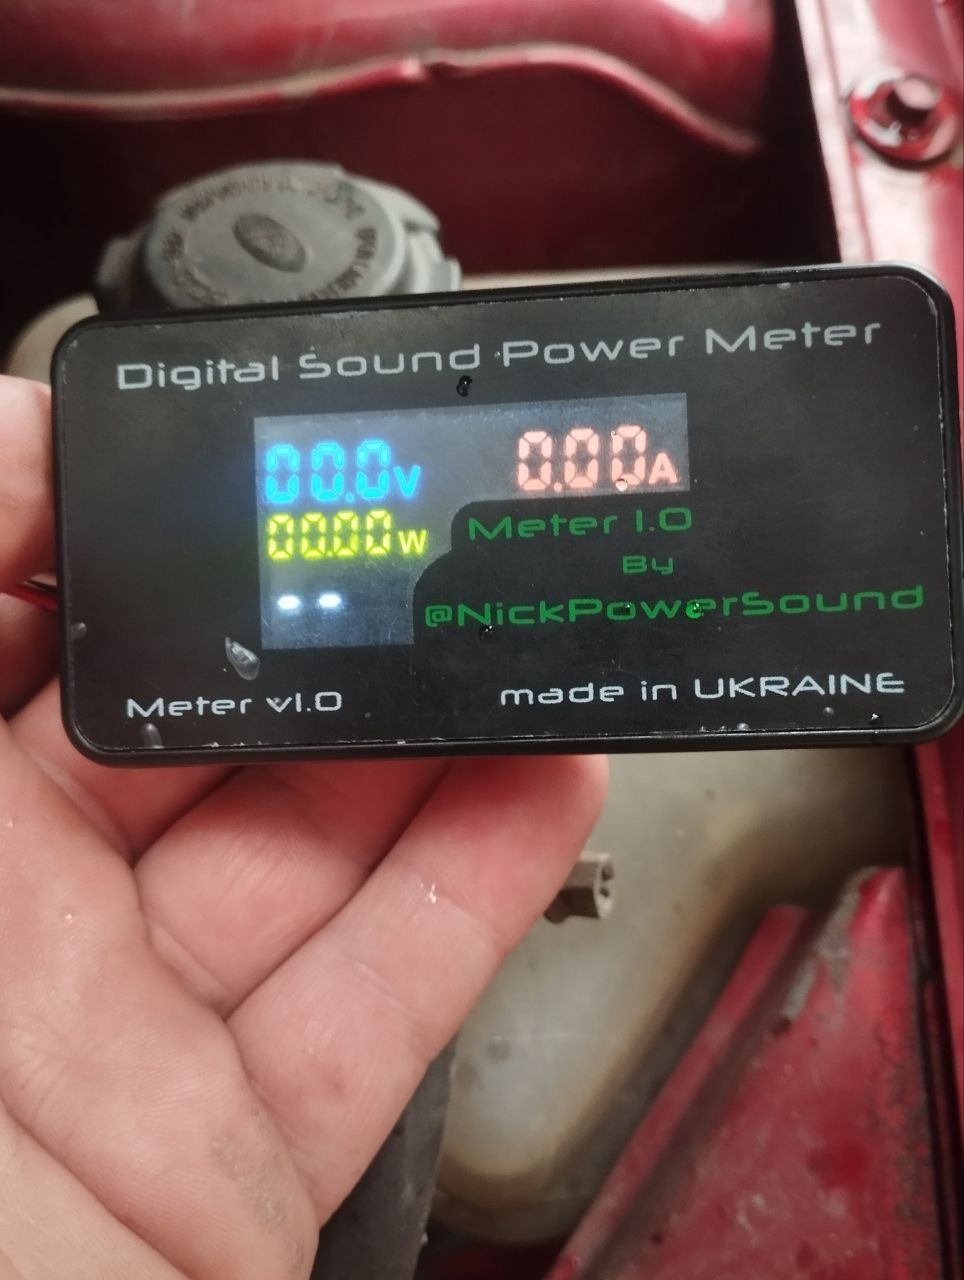 Digital Sound Power Meter
00.0V 0.00A
00.00W
Meter 1.0
By
@NickPowerSound
--
Meter v1.0 made in UKRAINE